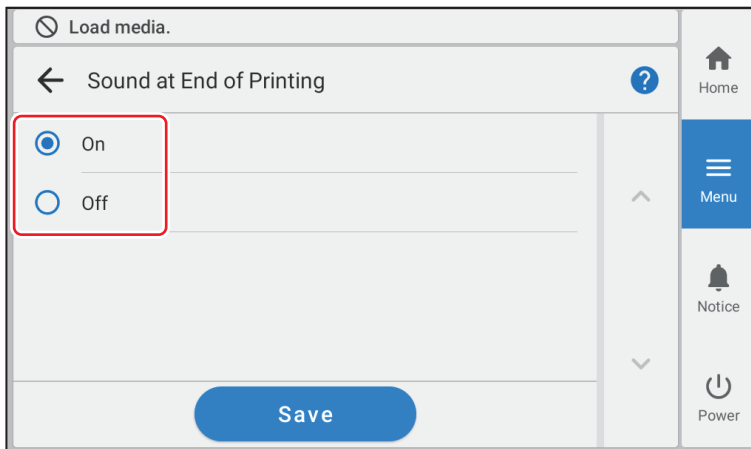 Load media.
Sound at End of Printing
?
Home
On
Menu
Off
Notice
Save
Power